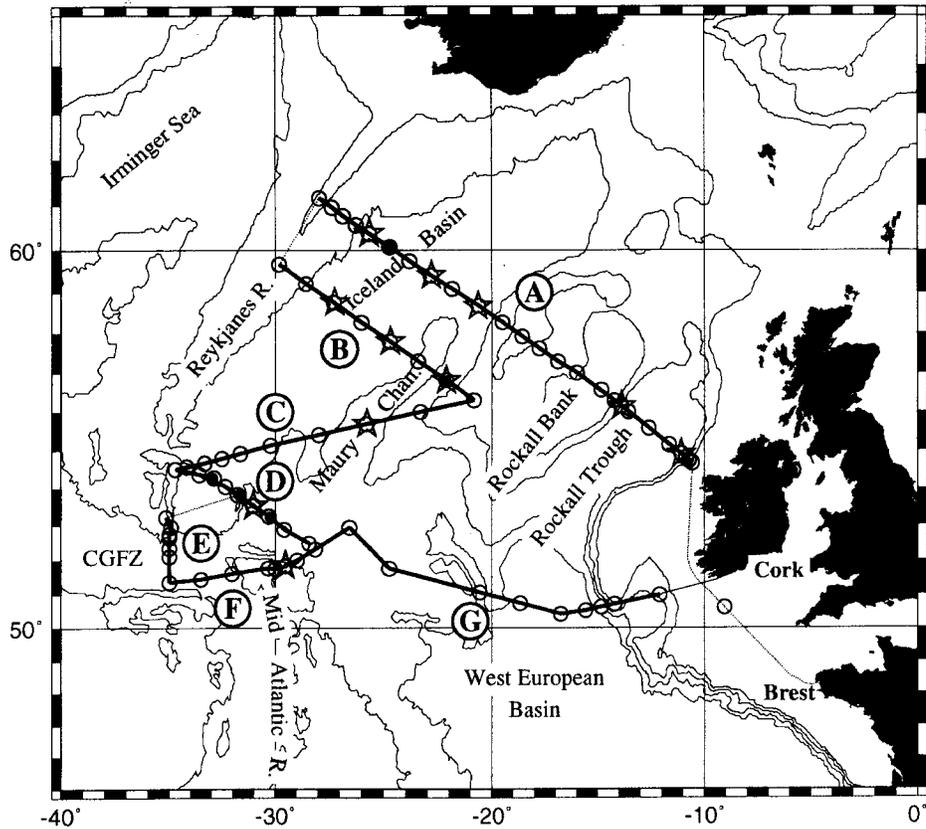 Irminger Sea
60°
Iceland
Basin
A
Reykjanes R.
B
C
Maury
Chan.
Rockall Bank
Rockall Trough
D
E
CGFZ
F
G
Cork
50°
Mid - Atlantic - R.
West European
Basin
Brest
-40°
-30°
-20°
-10°
0°